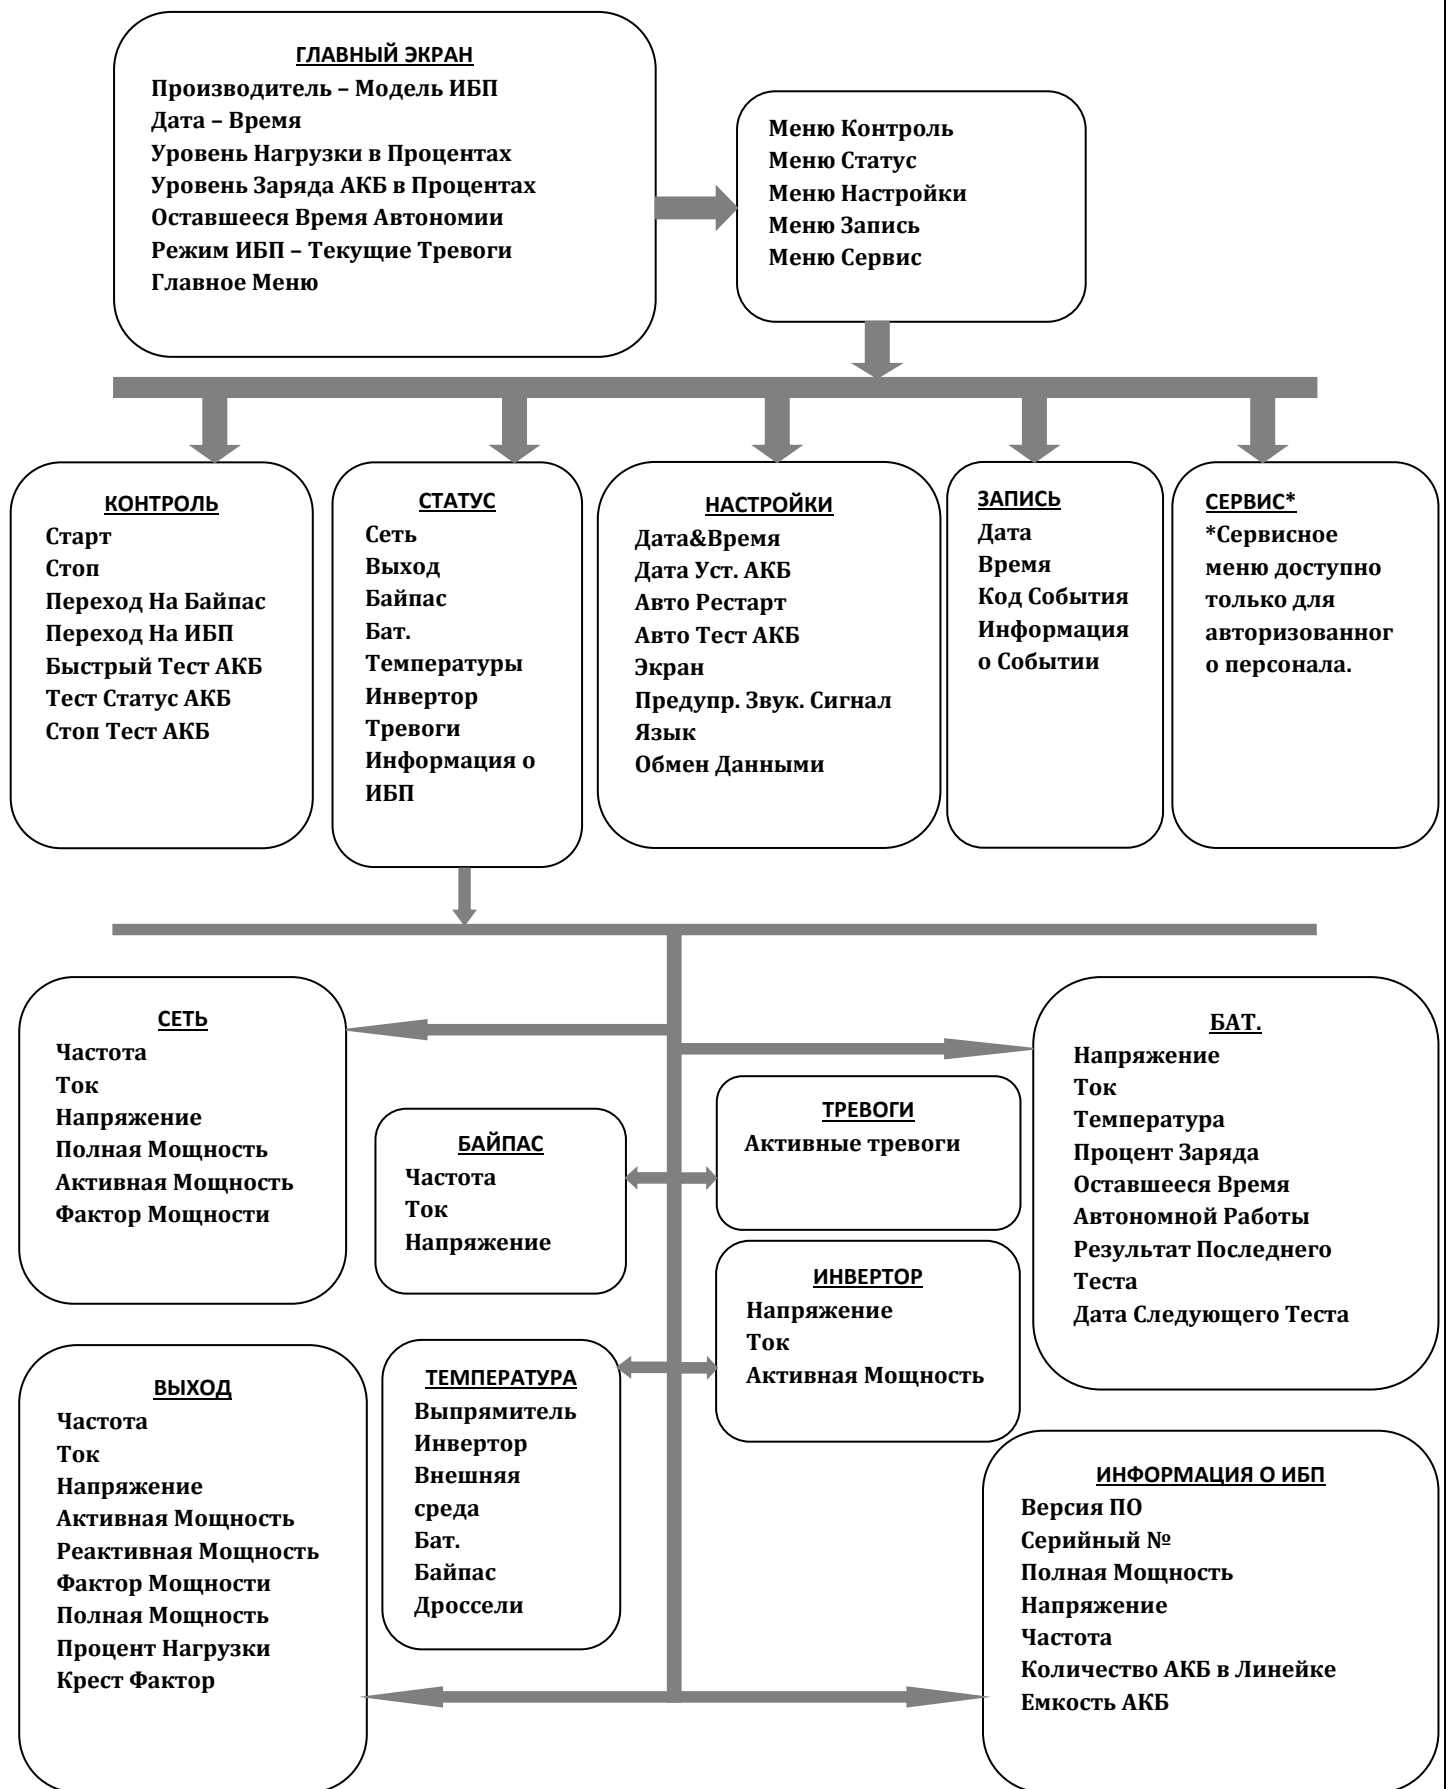 ГЛАВНЫЙ ЭКРАН
Производитель – Модель ИБП
Дата – Время
Уровень Нагрузки в Процентах
Уровень Заряда АКБ в Процентах
Оставшееся Время Автономии
Режим ИБП – Текущие Тревоги
Главное Меню
Меню Контроль
Меню Статус
Меню Настройки
Меню Запись
Меню Сервис
КОНТРОЛЬ
Старт
Стоп
Переход На Байпас
Переход На ИБП
Быстрый Тест АКБ
Тест Статус АКБ
Стоп Тест АКБ
СТАТУС
Сеть
Выход
Байпас
Бат.
Температуры
Инвертор
Тревоги
Информация о
ИБП
НАСТРОЙКИ
Дата&Время
Дата Уст. АКБ
Авто Рестарт
Авто Тест АКБ
Экран
Предупр. Звук. Сигнал
Язык
Обмен Данными
ЗАПИСЬ
Дата
Время
Код События
Информация
о Событии
СЕРВИС*
*Сервисное
меню доступно
только для
авторизованног
о персонала.
СЕТЬ
Частота
Ток
Напряжение
Полная Мощность
Активная Мощность
Фактор Мощности
БАЙПАС
Частота
Ток
Напряжение
ТРЕВОГИ
Активные тревоги
БАТ.
Напряжение
Ток
Температура
Процент Заряда
Оставшееся Время
Автономной Работы
Результат Последнего
Теста
Дата Следующего Теста
ИНВЕРТОР
Напряжение
Ток
Активная Мощность
ВЫХОД
Частота
Ток
Напряжение
Активная Мощность
Реактивная Мощность
Фактор Мощности
Полная Мощность
Процент Нагрузки
Крест Фактор
ТЕМПЕРАТУРА
Выпрямитель
Инвертор
Внешняя
среда
Бат.
Байпас
Дроссели
ИНФОРМАЦИЯ О ИБП
Версия ПО
Серийный №
Полная Мощность
Напряжение
Частота
Количество АКБ в Линейке
Емкость АКБ